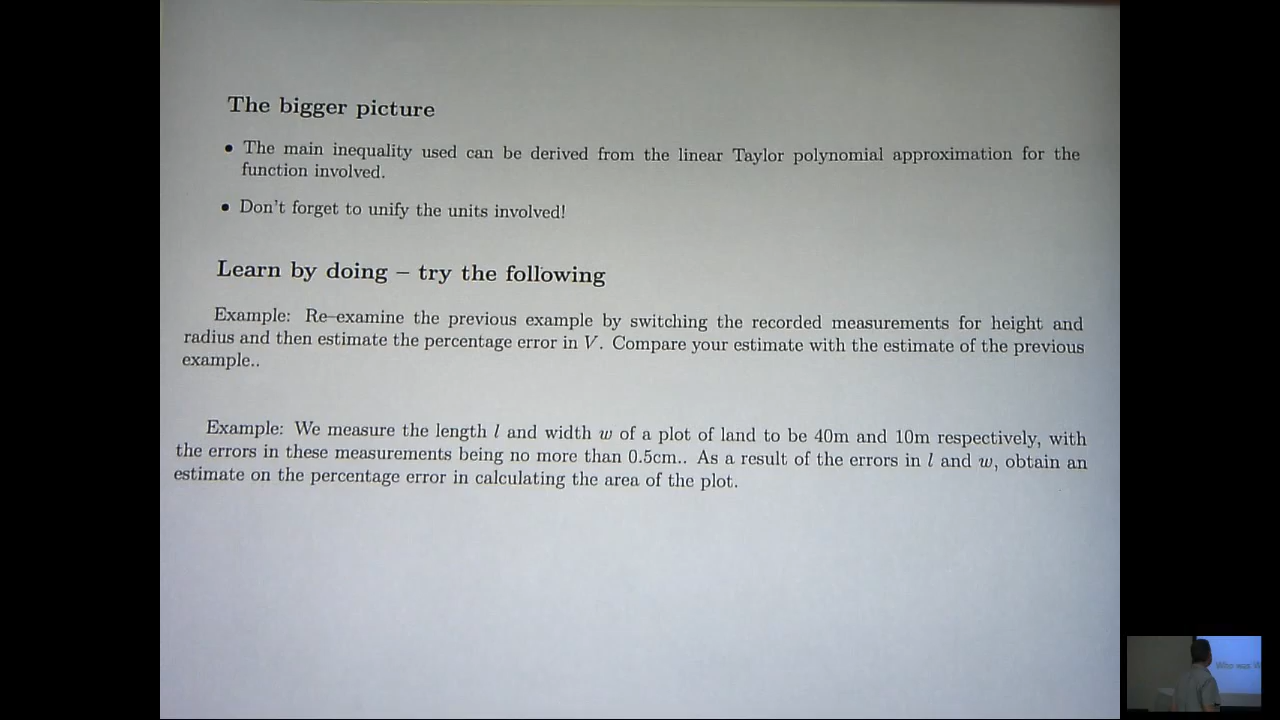 The bigger picture
• The main inequality used can be derived from the linear Taylor polynomial approximation for the
function involved.
• Don't forget to unify the units involved!
Learn by doing – try the following
Example: Re–examine the previous example by switching the recorded measurements for height and
radius and then estimate the percentage error in V. Compare your estimate with the estimate of the previous
example..
Example: We measure the length l and width w of a plot of land to be 40m and 10m respectively, with
the errors in these measurements being no more than 0.5cm.. As a result of the errors in l and w, obtain an
estimate on the percentage error in calculating the area of the plot.
Who was